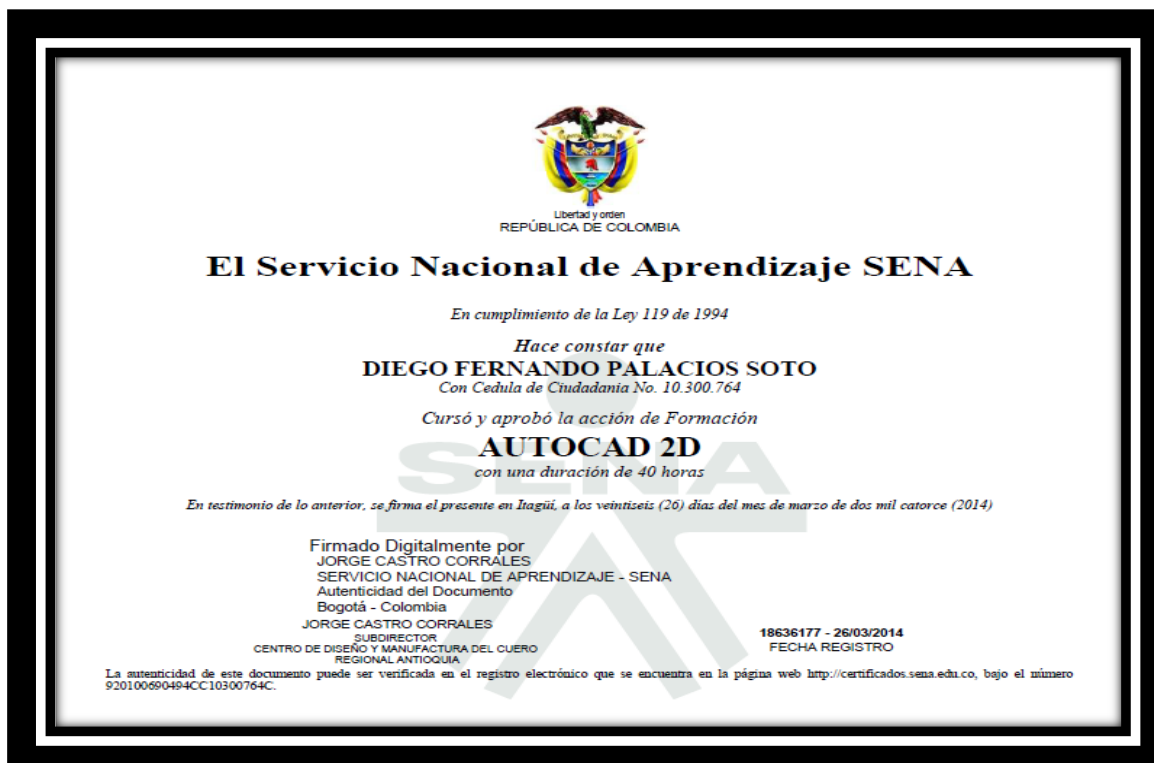 Libertad y orden
REPÚBLICA DE COLOMBIA
El Servicio Nacional de Aprendizaje SENA
En cumplimiento de la Ley 119 de 1994
Hace constar que
DIEGO FERNANDO PALACIOS SOTO
Con Cedula de Ciudadania No. 10.300.764
Cursó y aprobó la acción de Formación
AUTOCAD 2D
SENA
con una duración de 40 horas
En testimonio de lo anterior, se firma el presente en Itagüí, a los veintiseis (26) días del mes de marzo de dos mil catorce (2014)
Firmado Digitalmente por
JORGE CASTRO CORRALES
SERVICIO NACIONAL DE APRENDIZAJE - SENA
Autenticidad del Documento
Bogotá - Colombia
JORGE CASTRO CORRALES
SUBDIRECTOR
CENTRO DE DISEÑO Y MANUFACTURA DEL CUERO
REGIONAL ANTIOQUIA
18636177 - 26/03/2014
FECHA REGISTRO
La autenticidad de este documento puede ser verificada en el registro electrónico que se encuentra en la página web http://certificados.sena.edu.co, bajo el número
920100690494CC10300764C.